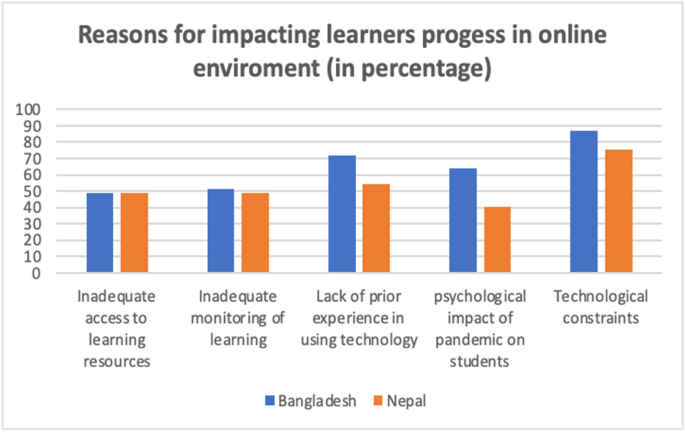 Reasons for impacting learners progess in online
enviroment (in percentage)
100
90
80
70
60
50
40
30
20
10
0
Inadequate
access to
learning
resources
Inadequate
monitoring of
learning
Lack of prior
experience in
using technology
psychological
impact of
pandemic on
students
Technological
constraints
Bangladesh
Nepal